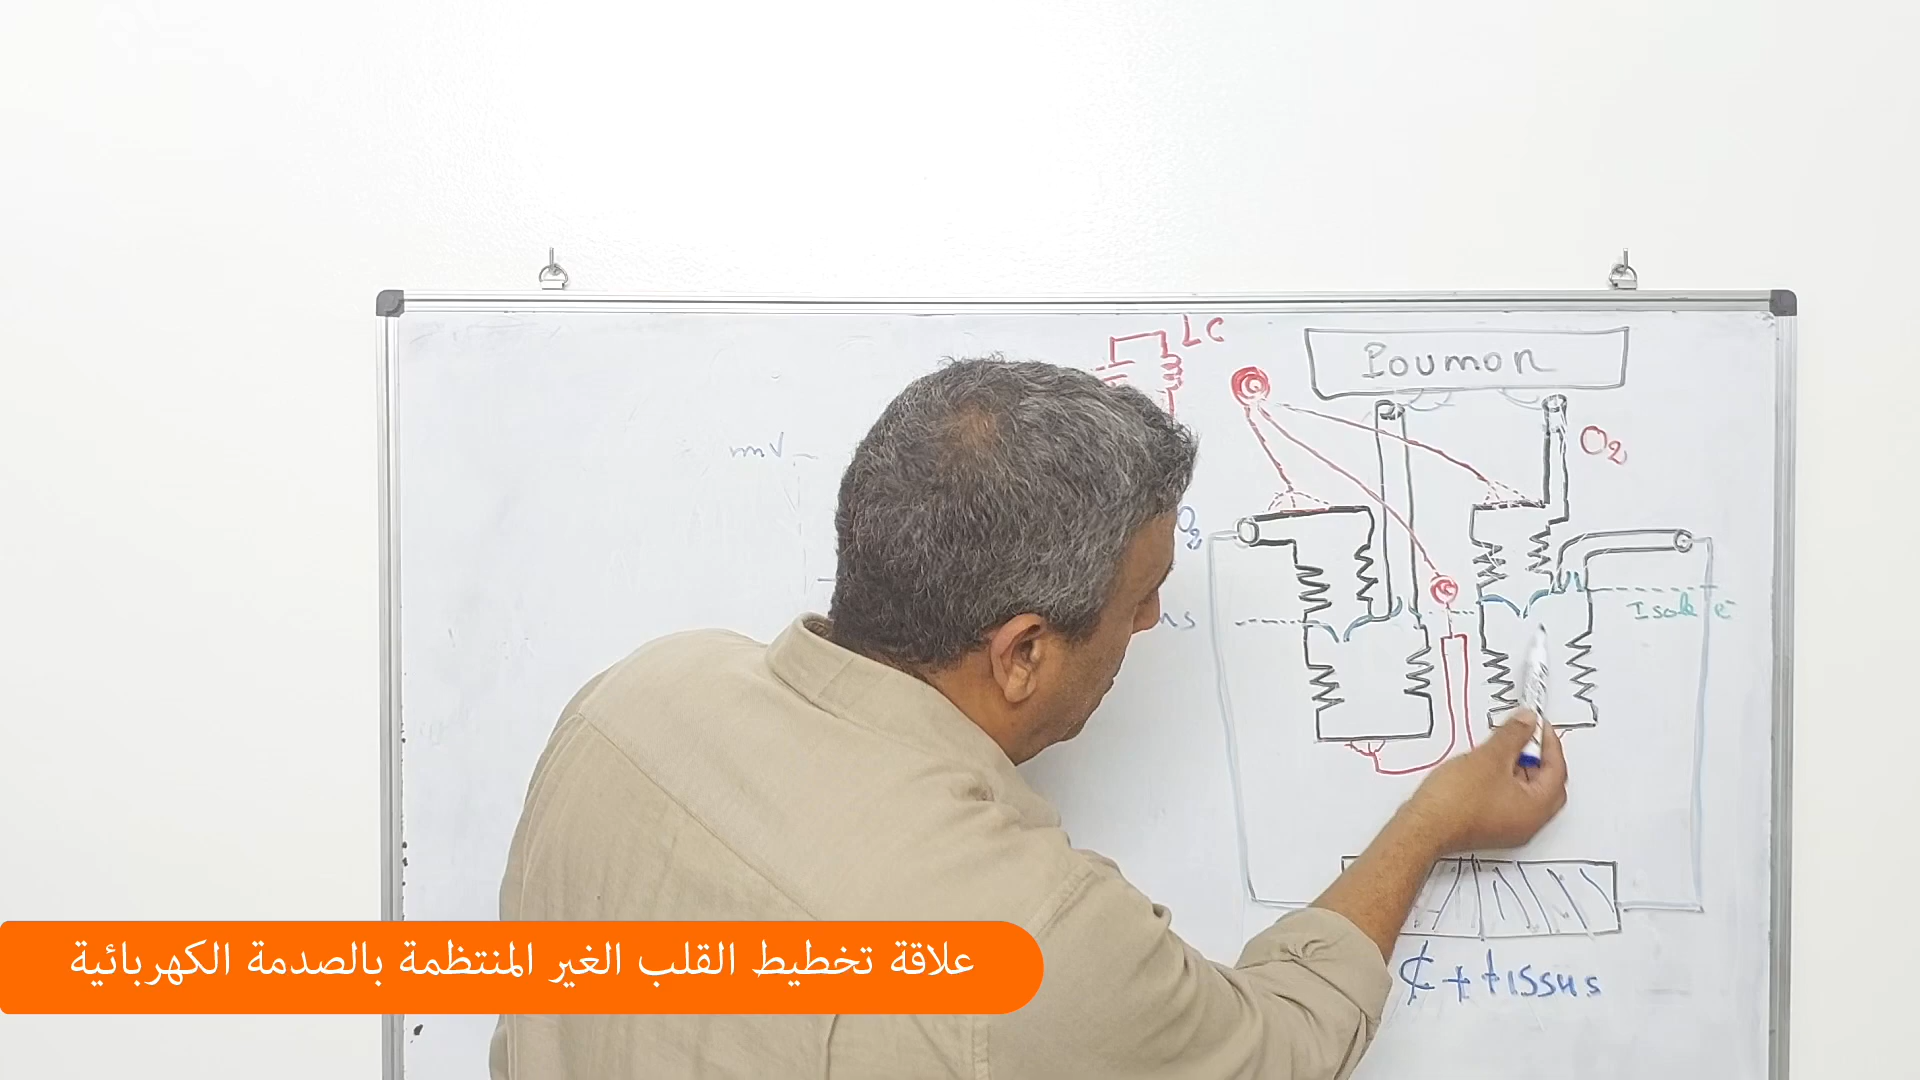 LC
Poumon
mV
O₂
O₂
Isolé e⁻
₵ + tissus
علاقة تخطيط القلب الغير المنتظمة بالصدمة الكهربائية